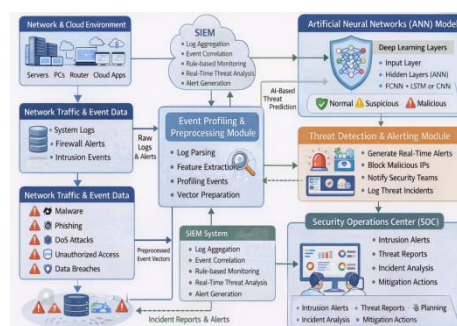 Network & Cloud Environment
Servers PCs Router Cloud Apps
Network Traffic & Event Data
• System Logs
• Firewall Alerts
• Intrusion Events
Network Traffic & Event Data
Malware
Phishing
DoS Attacks
Unauthorized Access
Data Breaches
SIEM
• Log Aggregation
• Event Correlation
• Rule-based Monitoring
• Real-Time Threat Analysis
• Alert Generation
Raw
Logs
& Alerts
Event Profiling &
Preprocessing Module
• Log Parsing
• Feature Extraction
• Profiling Events
• Vector Preparation
AI-Based
Threat
Prediction
Preprocessed
Event Vectors
SIEM System
• Log Aggregation
• Event Correlation
• Rule-based Monitoring
• Real-Time Threat Analysis
• Alert Generation
Incident Reports & Alerts
Artificial Neural Networks (ANN) Model
Deep Learning Layers
• Input Layer
• Hidden Layers (ANN)
• FCNN • LSTM or CNN
Normal Suspicious Malicious
Threat Detection & Alerting Module
• Generate Real-Time Alerts
• Block Malicious IPs
• Notify Security Teams
• Log Threat Incidents
Security Operations Center (SOC)
• Intrusion Alerts
• Threat Reports
• Incident Analysis
• Mitigation Actions
• Intrusion Alerts • Threat Reports • Planning
• Incident Analysis • Mitigation Actions